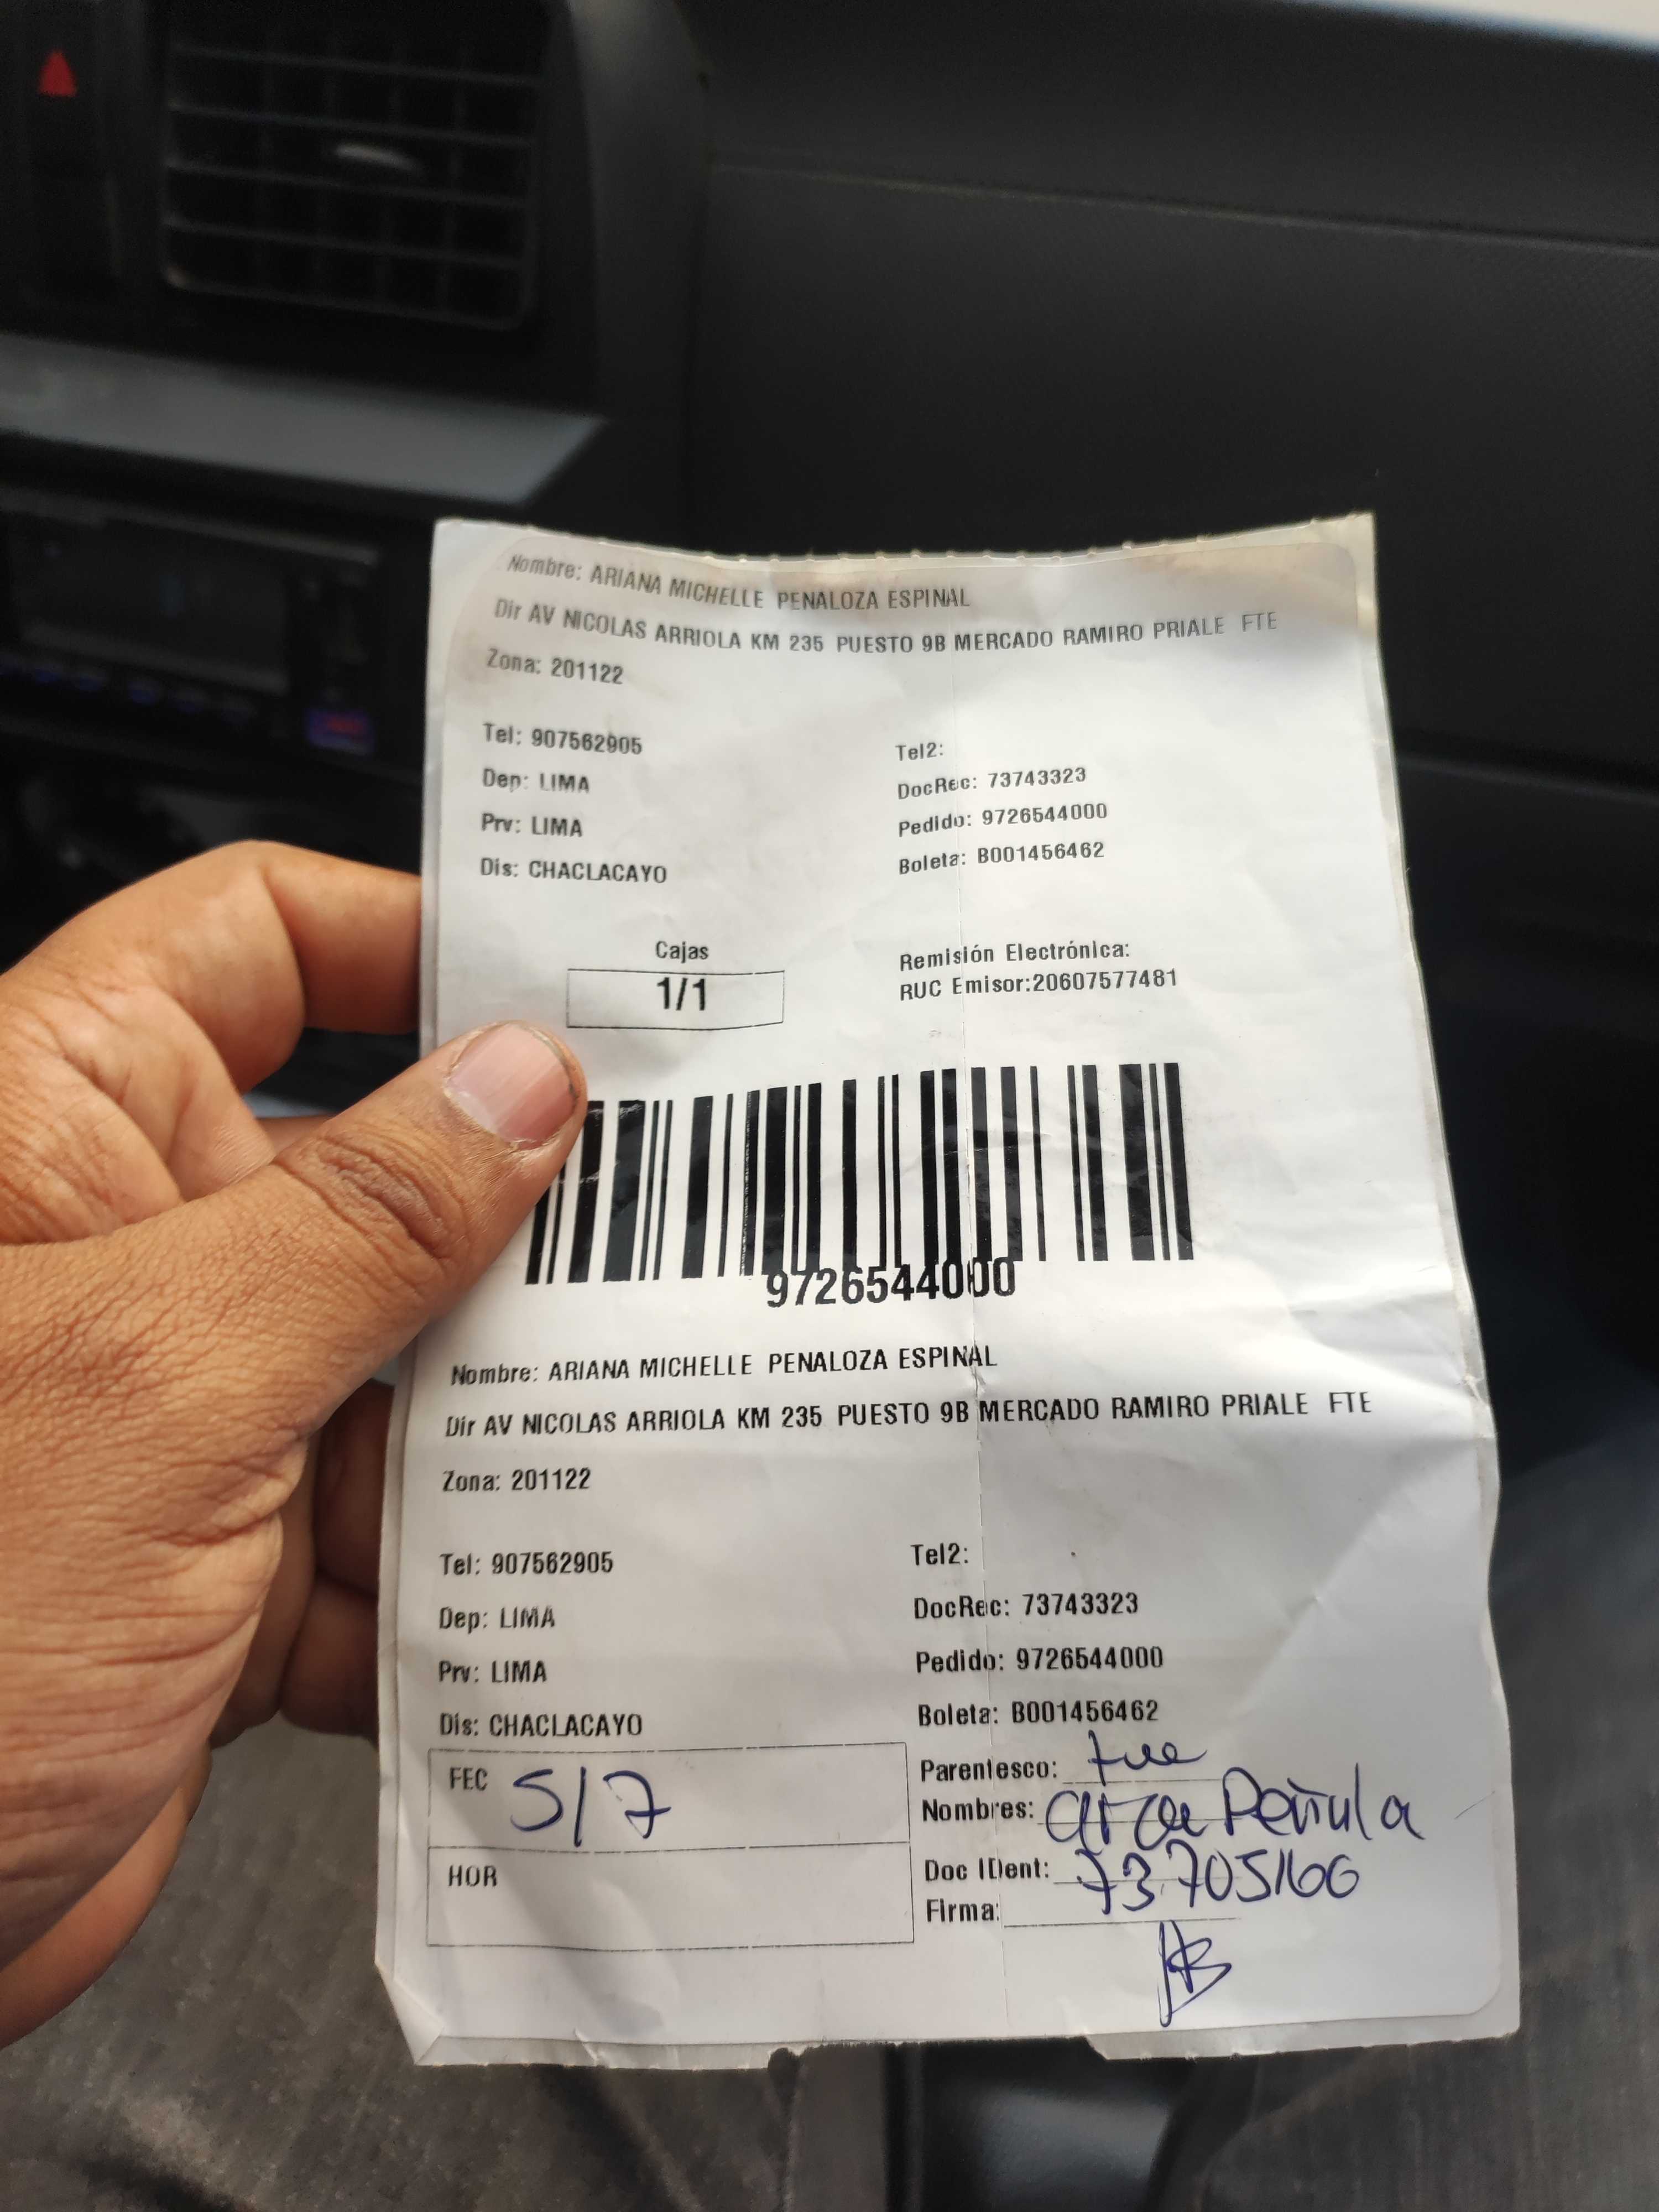 Nombre: ARIANA MICHELLE PENALOZA ESPINAL
Dir AV NICOLAS ARRIOLA KM 235 PUESTO 9B MERCADO RAMIRO PRIALE FTE
Zona: 201122
Tel: 907562905 Tel2:
Dep: LIMA DocRec: 73743323
Prv: LIMA Pedido: 9726544000
Dis: CHACLACAYO Boleta: B001456462
Cajas Remisión Electrónica:
1/1 RUC Emisor:20607577481
9726544000
Nombre: ARIANA MICHELLE PENALOZA ESPINAL
Dir AV NICOLAS ARRIOLA KM 235 PUESTO 9B MERCADO RAMIRO PRIALE FTE
Zona: 201122
Tel: 907562905 Tel2:
Dep: LIMA DocRec: 73743323
Prv: LIMA Pedido: 9726544000
Dis: CHACLACAYO Boleta: B001456462
FEC 5/7 Parentesco:
Nombres:
HOR Doc IDent: 73705166
Firma: